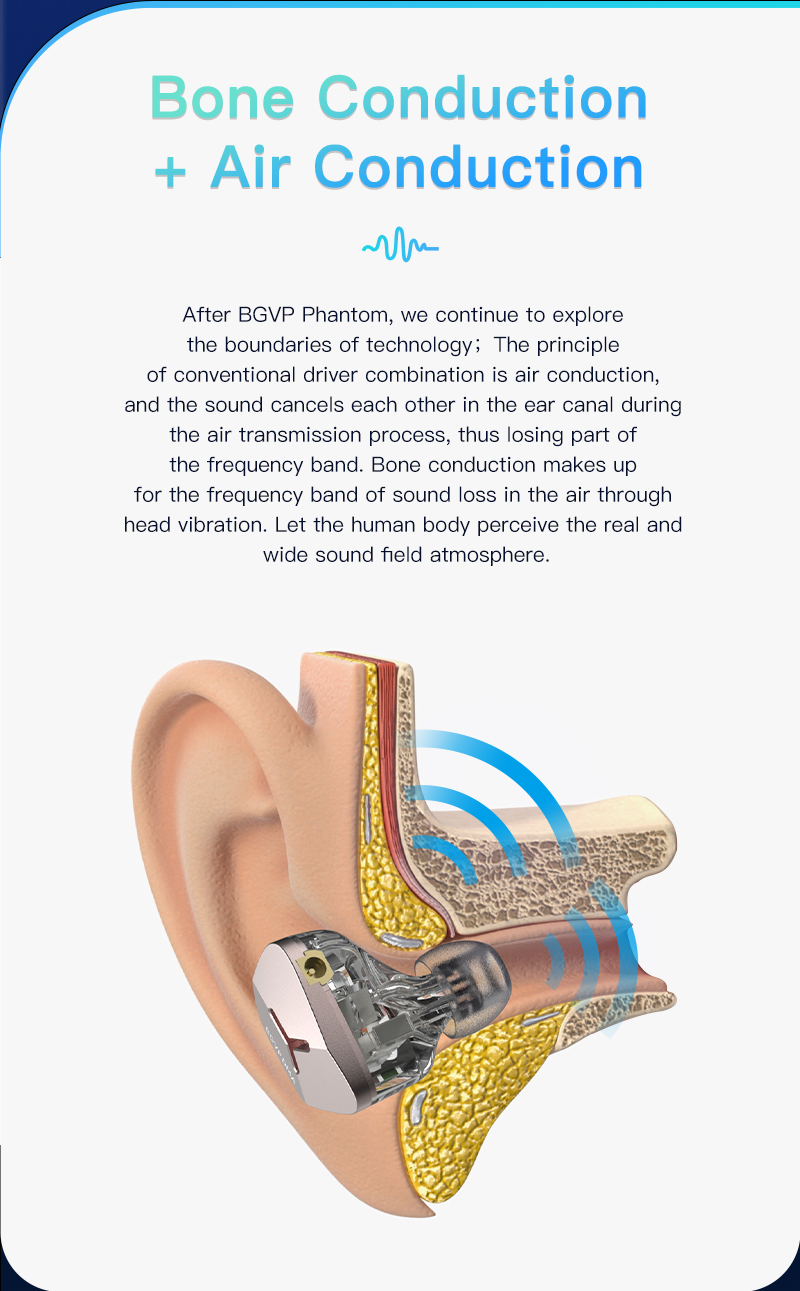 Bone Conduction
+ Air Conduction
After BGVP Phantom, we continue to explore
the boundaries of technology；The principle
of conventional driver combination is air conduction,
and the sound cancels each other in the ear canal during
the air transmission process, thus losing part of
the frequency band. Bone conduction makes up
for the frequency band of sound loss in the air through
head vibration. Let the human body perceive the real and
wide sound field atmosphere.